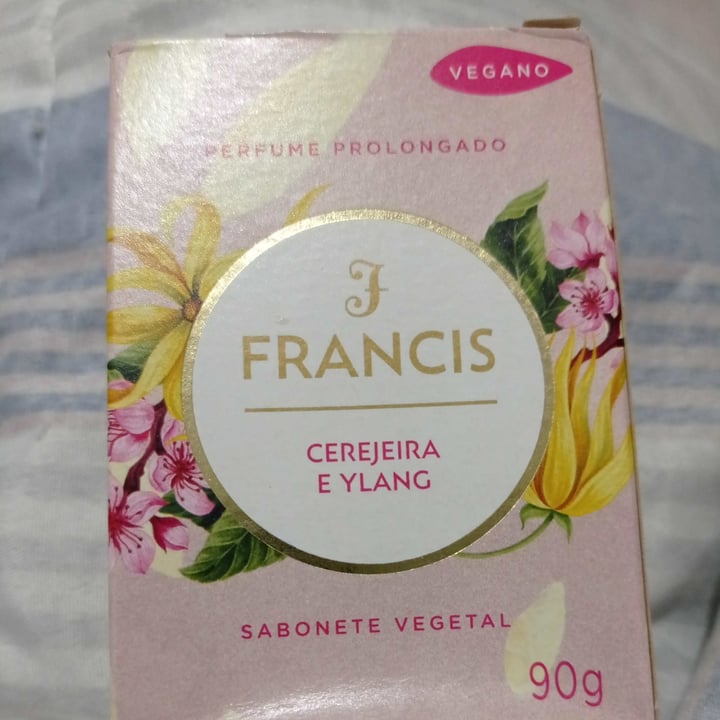 VEGANO
PERFUME PROLONGADO
F
FRANCIS
CEREJEIRA
E YLANG
SABONETE VEGETAL
90g